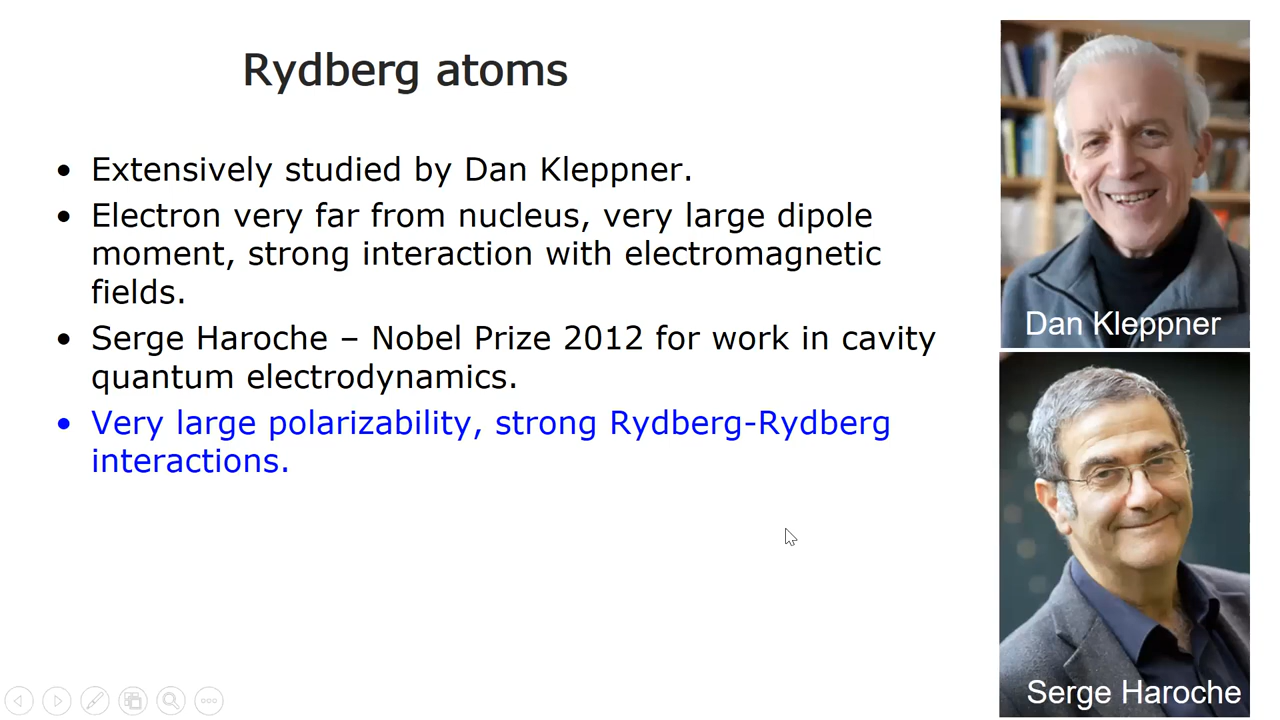 Rydberg atoms
• Extensively studied by Dan Kleppner.
• Electron very far from nucleus, very large dipole
moment, strong interaction with electromagnetic
fields.
• Serge Haroche – Nobel Prize 2012 for work in cavity
quantum electrodynamics.
• Very large polarizability, strong Rydberg-Rydberg
interactions.
Dan Kleppner
Serge Haroche